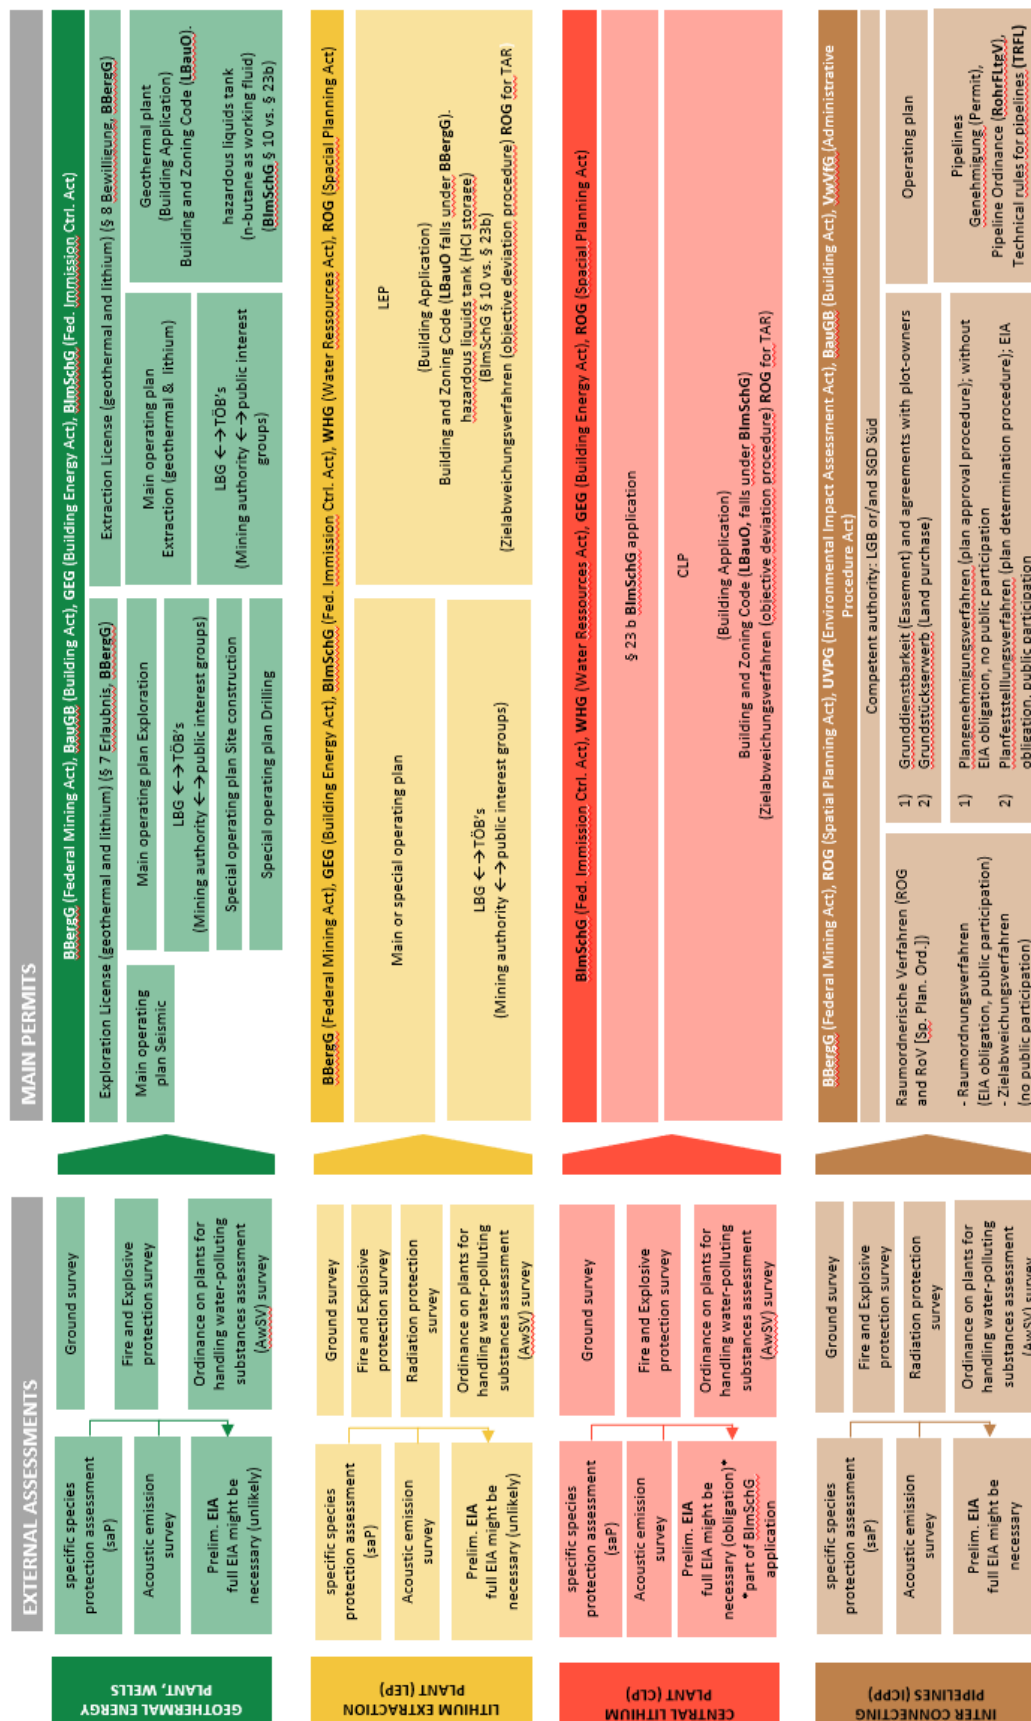 EXTERNAL ASSESSMENTS
MAIN PERMITS
GEOTHERMAL ENERGY
PLANT, WELLS
specific species
protection assessment
(saP)
Acoustic emission
survey
Prelim. EIA
full EIA might be
necessary (unlikely)
Ground survey
Fire and Explosive
protection survey
Ordinance on plants for
handling water-polluting
substances assessment
(AwSV) survey
BBergG (Federal Mining Act), BauGB (Building Act), GEG (Building Energy Act), BImSchG (Fed. Immission Ctrl. Act)
Exploration License (geothermal and lithium) (§ 7 Erlaubnis, BBergG)
Main operating
plan Seismic
Main operating plan Exploration
LBG ←→TÖB's
(Mining authority ←→public interest groups)
Special operating plan Site construction
Special operating plan Drilling
Extraction License (geothermal and lithium) (§ 8 Bewilligung, BBergG)
Main operating plan
Extraction (geothermal & lithium)
LBG ←→TÖB's
(Mining authority ←→public interest
groups)
Geothermal plant
(Building Application)
Building and Zoning Code (LBauO).
hazardous liquids tank
(n-butane as working fluid)
(BImSchG § 10 vs. § 23b)
LITHIUM EXTRACTION
PLANT (LEP)
specific species
protection assessment
(saP)
Acoustic emission
survey
Prelim. EIA
full EIA might be
necessary (unlikely)
Ground survey
Fire and Explosive
protection survey
Radiation protection
survey
Ordinance on plants for
handling water-polluting
substances assessment
(AwSV) survey
BBergG (Federal Mining Act), GEG (Building Energy Act), BImSchG (Fed. Immission Ctrl. Act), WHG (Water Ressources Act), ROG (Spacial Planning Act)
Main or special operating plan
LBG ←→TÖB's
(Mining authority ←→public interest groups)
LEP
(Building Application)
Building and Zoning Code (LBauO falls under BBergG).
hazardous liquids tank (HCl storage)
(BImSchG § 10 vs. § 23b)
(Zielabweichungsverfahren (objective deviation procedure) ROG for TAR)
CENTRAL LITHIUM
PLANT (CLP)
specific species
protection assessment
(saP)
Acoustic emission
survey
Prelim. EIA
full EIA might be
necessary (obligation)*
*part of BImSchG
application
Ground survey
Fire and Explosive
protection survey
Ordinance on plants for
handling water-polluting
substances assessment
(AwSV) survey
BImSchG (Fed. Immission Ctrl. Act), WHG (Water Ressources Act), GEG (Building Energy Act), ROG (Spacial Planning Act)
§ 23 b BImSchG application
CLP
(Building Application)
Building and Zoning Code (LBauO, falls under BImSchG)
(Zielabweichungsverfahren (objective deviation procedure) ROG for TAR)
INTER CONNECTING
PIPELINES (ICPP)
specific species
protection assessment
(saP)
Acoustic emission
survey
Prelim. EIA
full EIA might be
necessary
Ground survey
Fire and Explosive
protection survey
Radiation protection
survey
Ordinance on plants for
handling water-polluting
substances assessment
(AwSV) survey
BBergG (Federal Mining Act), ROG (Spatial Planning Act), UVPG (Environmental Impact Assessment Act), BauGB (Building Act), VwVfG (Administrative
Procedure Act)
Competent authority: LGB or/and SGD Süd
Raumordnerische Verfahren (ROG
and RoV [Sp. Plan. Ord.])
- Raumordnungsverfahren
(EIA obligation, public participation)
- Zielabweichungsverfahren
(no public participation)
1) Grunddienstbarkeit (Easement) and agreements with plot-owners
2) Grundstückserwerb (Land purchase)
1) Plangenehmigungsverfahren (plan approval procedure); without
EIA obligation, no public participation
2) Planfeststellungsverfahren (plan determination procedure); EIA
obligation, public participation
Operating plan
Pipelines
Genehmigung (Permit),
Pipeline Ordinance (RohrFLtgV),
Technical rules for pipelines (TRFL)